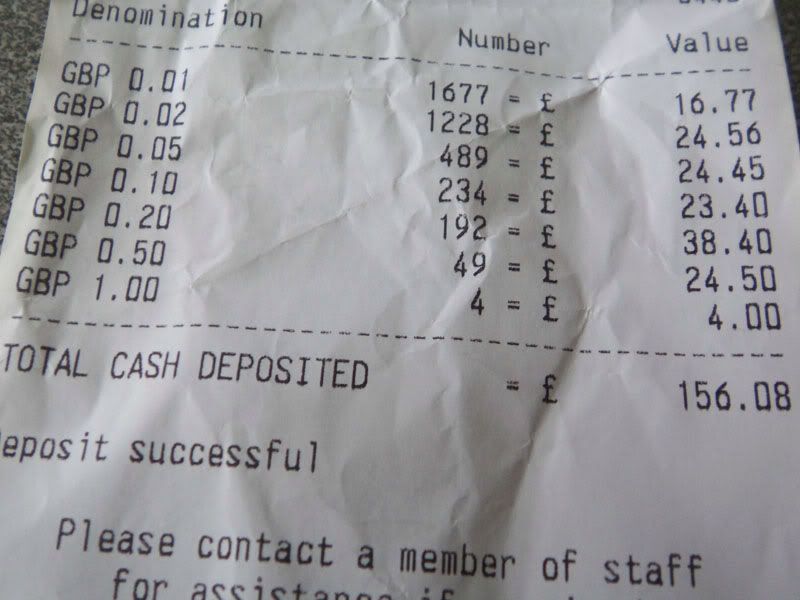 Denomination Number Value
GBP 0.01 1677 = £ 16.77
GBP 0.02 1228 = £ 24.56
GBP 0.05 489 = £ 24.45
GBP 0.10 234 = £ 23.40
GBP 0.20 192 = £ 38.40
GBP 0.50 49 = £ 24.50
GBP 1.00 4 = £ 4.00
TOTAL CASH DEPOSITED = £ 156.08
eposit successful
Please contact a member of staff
for assistance if